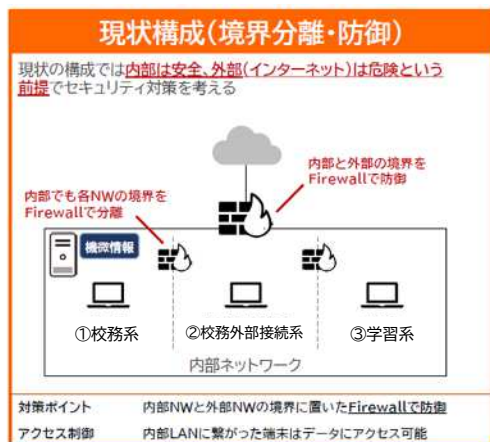 現状構成(境界分離・防御)
現状の構成では内部は安全、外部(インターネット)は危険という
前提でセキュリティ対策を考える
内部と外部の境界を
Firewallで防御
内部でも各NWの境界を
Firewallで分離
機微情報
①校務系
②校務外部接続系
③学習系
内部ネットワーク
対策ポイント 内部NWと外部NWの境界に置いたFirewallで防御
アクセス制御 内部LANに繋がった端末はデータにアクセス可能